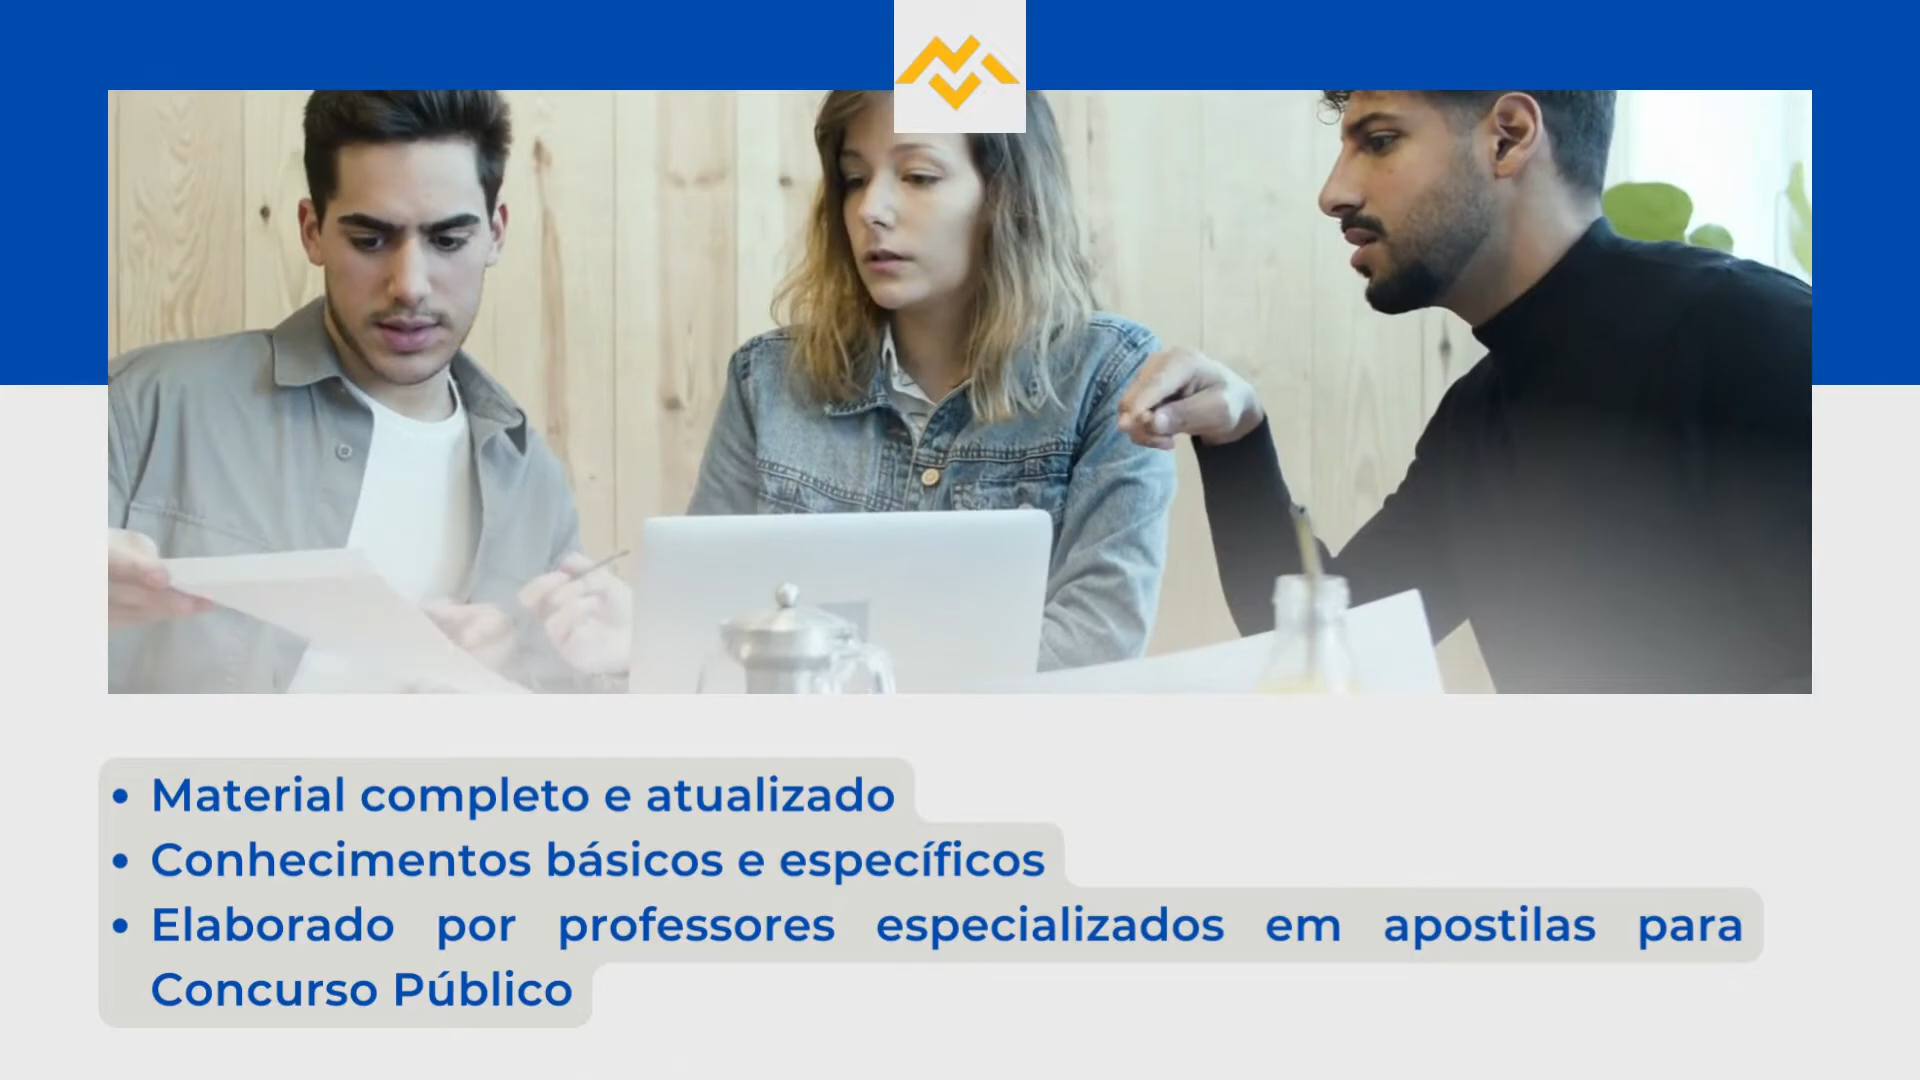 • Material completo e atualizado
• Conhecimentos básicos e específicos
• Elaborado por professores especializados em apostilas para
Concurso Público